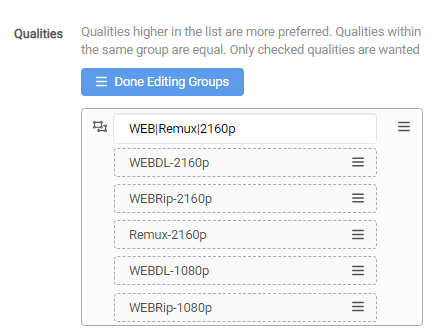 Qualities
Qualities higher in the list are more preferred. Qualities within
the same group are equal. Only checked qualities are wanted
Done Editing Groups
WEB|Remux|2160p
WEBDL-2160p
WEBRip-2160p
Remux-2160p
WEBDL-1080p
WEBRip-1080p